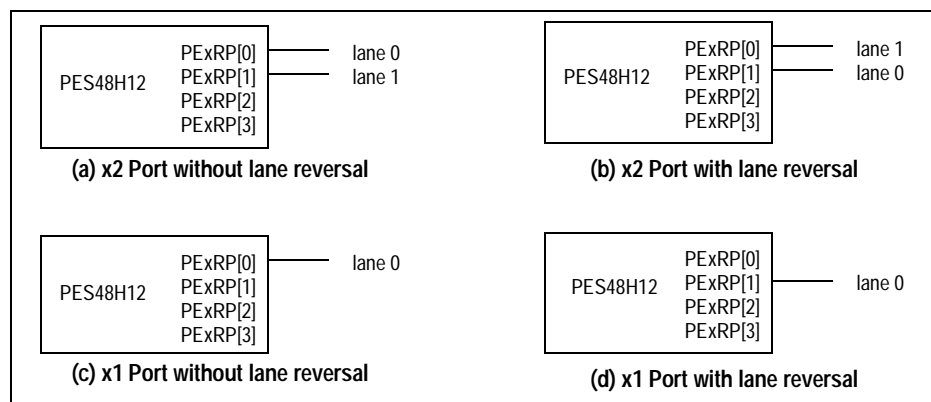 PES48H12
PExRP[0]
PExRP[1]
PExRP[2]
PExRP[3]
lane 0
lane 1
(a) x2 Port without lane reversal
PES48H12
PExRP[0]
PExRP[1]
PExRP[2]
PExRP[3]
lane 1
lane 0
(b) x2 Port with lane reversal
PES48H12
PExRP[0]
PExRP[1]
PExRP[2]
PExRP[3]
lane 0
(c) x1 Port without lane reversal
PES48H12
PExRP[0]
PExRP[1]
PExRP[2]
PExRP[3]
lane 0
(d) x1 Port with lane reversal